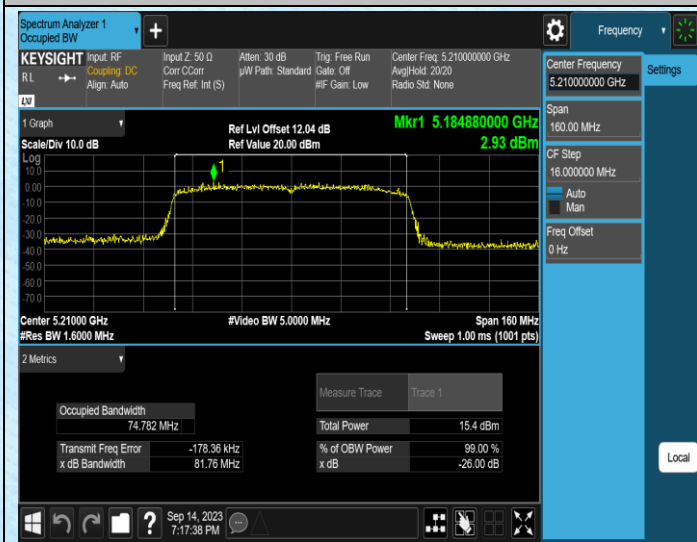 Spectrum Analyzer 1
Occupied BW
+
Frequency
KEYSIGHT
RL
LXI
Input: RF
Coupling: DC
Align: Auto
Input Z: 50 Ω
Corr CCorr
Freq Ref: Int (S)
Atten: 30 dB
µW Path: Standard
Trig: Free Run
Gate: Off
#IF Gain: Low
Center Freq: 5.210000000 GHz
Avg|Hold: 20/20
Radio Std: None
Center Frequency
5.210000000 GHz
Settings
Span
160.00 MHz
CF Step
16.000000 MHz
Auto
Man
Freq Offset
0 Hz
1 Graph
Scale/Div 10.0 dB
Ref Lvl Offset 12.04 dB
Ref Value 20.00 dBm
Mkr1 5.184880000 GHz
2.93 dBm
Log
10.0
0.00
-10.0
-20.0
-30.0
-40.0
-50.0
-60.0
-70.0
1
Center 5.21000 GHz
#Res BW 1.6000 MHz
#Video BW 5.0000 MHz
Span 160 MHz
Sweep 1.00 ms (1001 pts)
2 Metrics
Measure Trace
Trace 1
Occupied Bandwidth
74.782 MHz
Total Power
15.4 dBm
Transmit Freq Error
-178.36 kHz
% of OBW Power
99.00 %
x dB Bandwidth
81.76 MHz
x dB
-26.00 dB
Local
?
Sep 14, 2023
7:17:38 PM